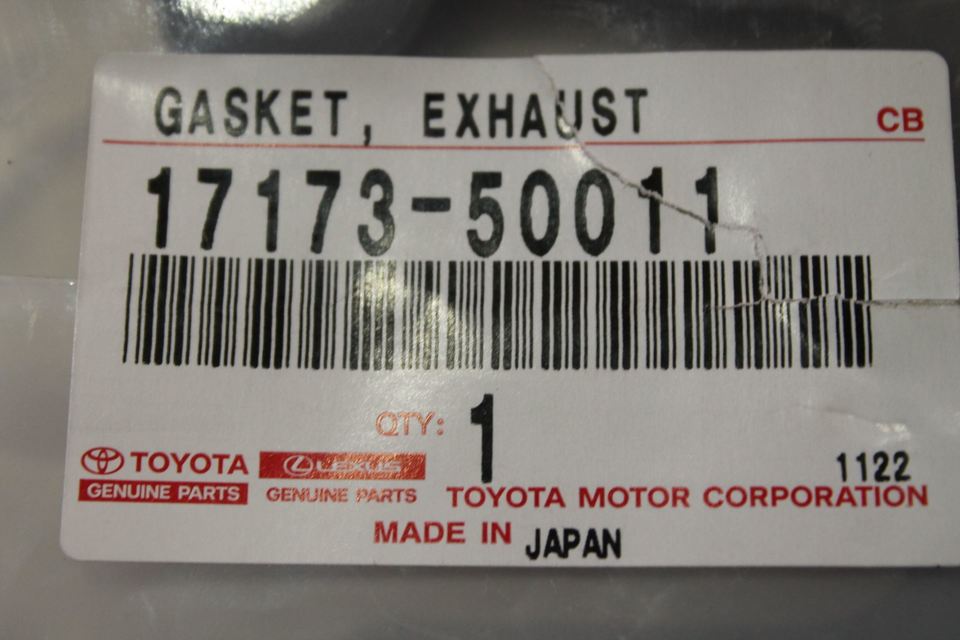 GASKET, EXHAUST
CB
17173-50011
QTY: 1
TOYOTA
LEXUS
1122
GENUINE PARTS
GENUINE PARTS
TOYOTA MOTOR CORPORATION
MADE IN JAPAN